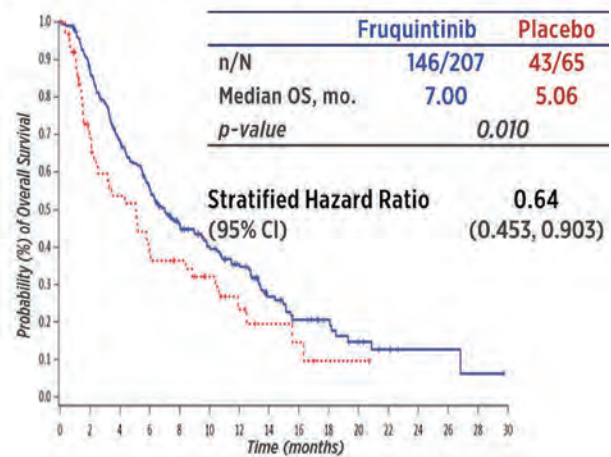 Fruquintinib Placebo
n/N 146/207 43/65
Median OS, mo. 7.00 5.06
p-value 0.010
Stratified Hazard Ratio 0.64
(95% CI) (0.453, 0.903)
Probability (%) of Overall Survival
1.0
0.9
0.8
0.7
0.6
0.5
0.4
0.3
0.2
0.1
0.0
0 2 4 6 8 10 12 14 16 18 20 22 24 26 28 30
Time (months)